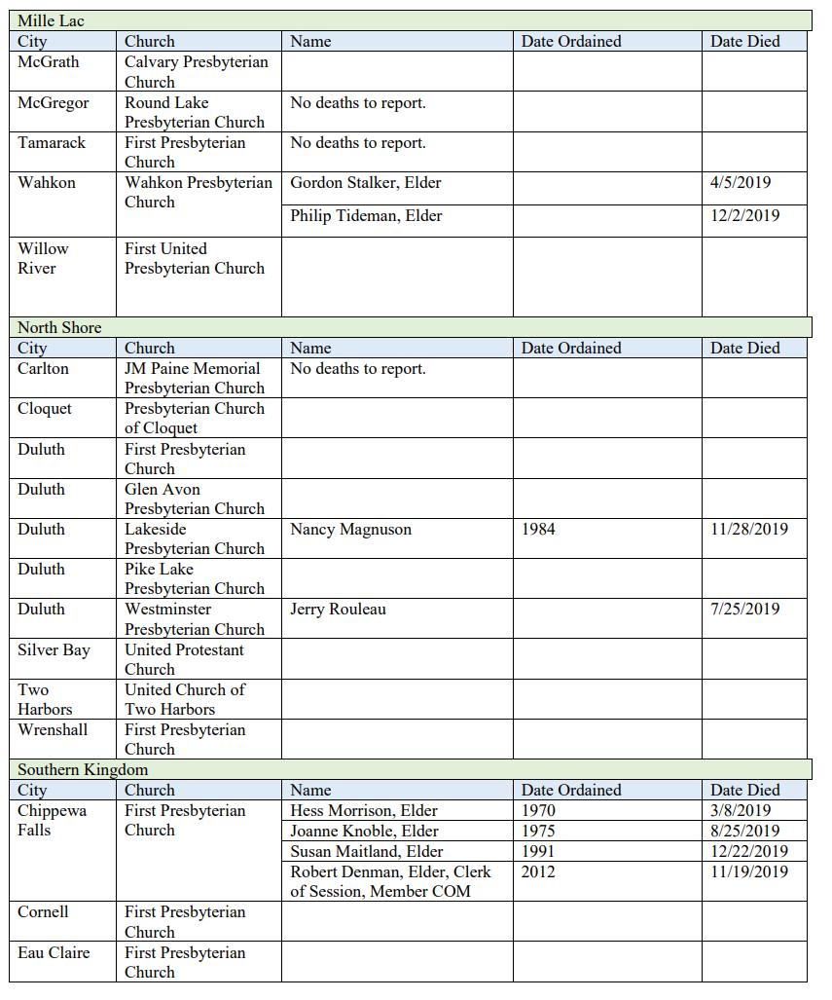 Mille Lac
City Church Name Date Ordained Date Died
McGrath Calvary Presbyterian
Church
McGregor Round Lake No deaths to report.
Presbyterian Church
Tamarack First Presbyterian No deaths to report.
Church
Wahkon Wahkon Presbyterian Gordon Stalker, Elder 4/5/2019
Church
Philip Tideman, Elder 12/2/2019
Willow First United
River Presbyterian Church
North Shore
City Church Name Date Ordained Date Died
Carlton JM Paine Memorial No deaths to report.
Presbyterian Church
Cloquet Presbyterian Church
of Cloquet
Duluth First Presbyterian
Church
Duluth Glen Avon
Presbyterian Church
Duluth Lakeside Nancy Magnuson 1984 11/28/2019
Presbyterian Church
Duluth Pike Lake
Presbyterian Church
Duluth Westminster Jerry Rouleau 7/25/2019
Presbyterian Church
Silver Bay United Protestant
Church
Two United Church of
Harbors Two Harbors
Wrenshall First Presbyterian
Church
Southern Kingdom
City Church Name Date Ordained Date Died
Chippewa First Presbyterian Hess Morrison, Elder 1970 3/8/2019
Falls Church Joanne Knoble, Elder 1975 8/25/2019
Susan Maitland, Elder 1991 12/22/2019
Robert Denman, Elder, Clerk 2012 11/19/2019
of Session, Member COM
Cornell First Presbyterian
Church
Eau Claire First Presbyterian
Church